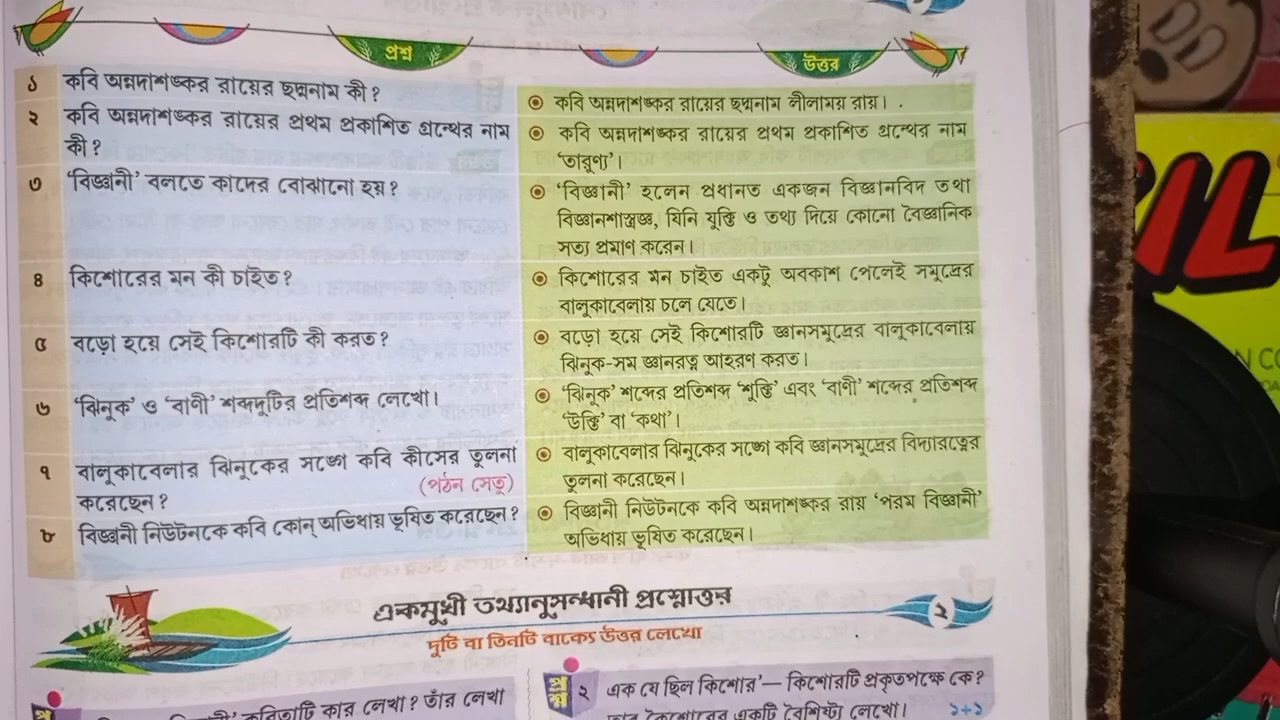 প্রশ্ন
উত্তর
১ কবি অন্নদাশঙ্কর রায়ের ছদ্মনাম কী?
কবি অন্নদাশঙ্কর রায়ের ছদ্মনাম লীলাময় রায়।
২ কবি অন্নদাশঙ্কর রায়ের প্রথম প্রকাশিত গ্রন্থের নাম
কী?
কবি অন্নদাশঙ্কর রায়ের প্রথম প্রকাশিত গ্রন্থের নাম
‘তারুণ্য’।
৩ ‘বিজ্ঞানী’ বলতে কাদের বোঝানো হয়?
‘বিজ্ঞানী’ হলেন প্রধানত একজন বিজ্ঞানবিদ তথা
বিজ্ঞানশাস্ত্রজ্ঞ, যিনি যুক্তি ও তথ্য দিয়ে কোনো বৈজ্ঞানিক
সত্য প্রমাণ করেন।
৪ কিশোরের মন কী চাইত?
কিশোরের মন চাইত একটু অবকাশ পেলেই সমুদ্রের
বালুকাবেলায় চলে যেতে।
৫ বড়ো হয়ে সেই কিশোরটি কী করত?
বড়ো হয়ে সেই কিশোরটি জ্ঞানসমুদ্রের বালুকাবেলায়
ঝিনুক-সম জ্ঞানরত্ন আহরণ করত।
৬ ‘ঝিনুক’ ও ‘বাণী’ শব্দদুটির প্রতিশব্দ লেখো।
‘ঝিনুক’ শব্দের প্রতিশব্দ ‘শুক্তি’ এবং ‘বাণী’ শব্দের প্রতিশব্দ
‘উক্তি’ বা ‘কথা’।
৭ বালুকাবেলার ঝিনুকের সঙ্গে কবি কীসের তুলনা
করেছেন? (পঠন সেতু)
বালুকাবেলার ঝিনুকের সঙ্গে কবি জ্ঞানসমুদ্রের বিদ্যারত্নের
তুলনা করেছেন।
৮ বিজ্ঞানী নিউটনকে কবি কোন্ অভিধায় ভূষিত করেছেন?
বিজ্ঞানী নিউটনকে কবি অন্নদাশঙ্কর রায় ‘পরম বিজ্ঞানী’
অভিধায় ভূষিত করেছেন।
একমুখী তথ্যানুসন্ধানী প্রশ্নোত্তর
২
দুটি বা তিনটি বাক্যে উত্তর লেখো
কবিতাটি কার লেখা? তাঁর লেখা
প্রশ্ন ২ এক যে ছিল কিশোর’— কিশোরটি প্রকৃতপক্ষে কে?
তার কৈশোরের একটি বৈশিষ্ট্য লেখো। ১+১